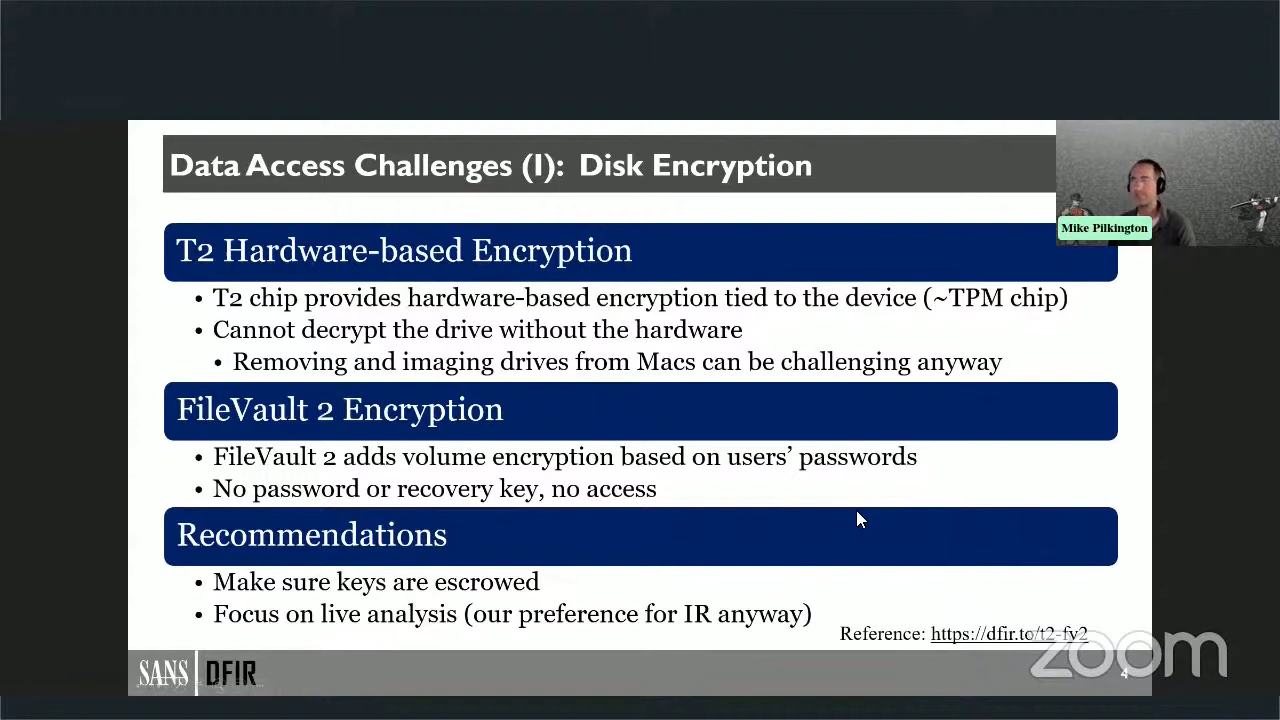 Data Access Challenges (I): Disk Encryption
Mike Pilkington
T2 Hardware-based Encryption
• T2 chip provides hardware-based encryption tied to the device (~TPM chip)
• Cannot decrypt the drive without the hardware
• Removing and imaging drives from Macs can be challenging anyway
FileVault 2 Encryption
• FileVault 2 adds volume encryption based on users’ passwords
• No password or recovery key, no access
Recommendations
• Make sure keys are escrowed
• Focus on live analysis (our preference for IR anyway)
Reference: https://dfir.to/t2-fv2
SANS DFIR
4
zoom